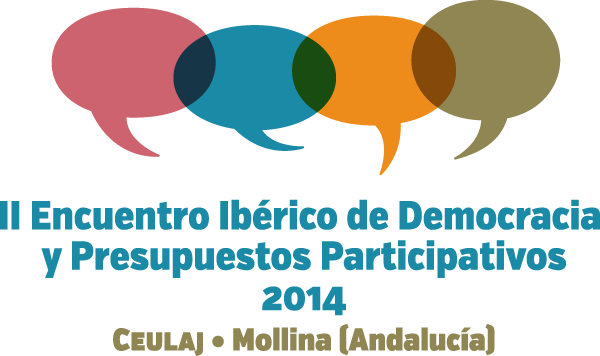 II Encuentro Ibérico de Democracia
y Presupuestos Participativos
2014
CEULAJ • Mollina (Andalucía)